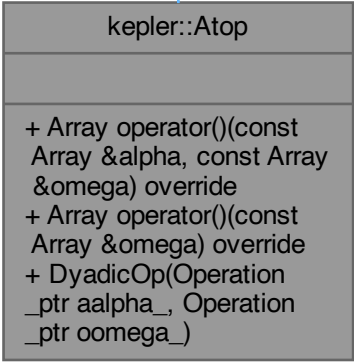 kepler::Atop
+ Array operator()(const
Array &alpha, const Array
&omega) override
+ Array operator()(const
Array &omega) override
+ DyadicOp(Operation
_ptr aalpha_, Operation
_ptr oomega_)